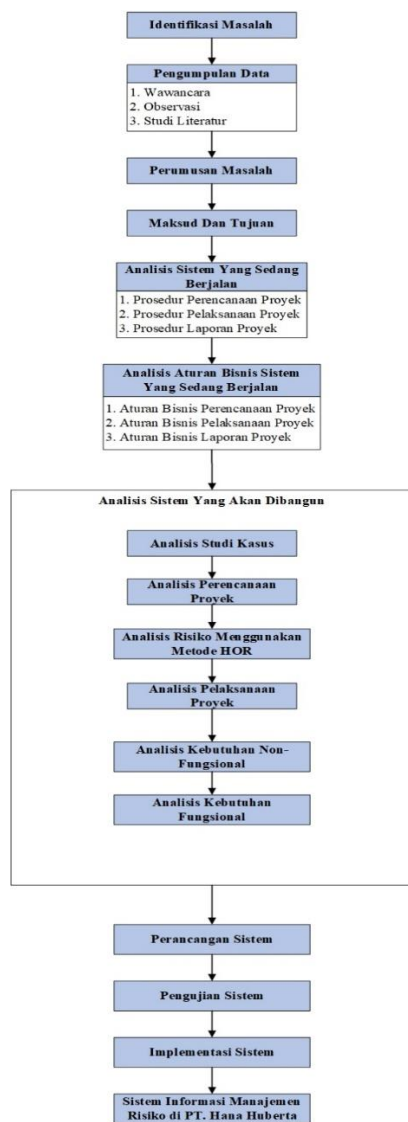 Identifikasi Masalah
Pengumpulan Data
1. Wawancara
2. Observasi
3. Studi Literatur
Perumusan Masalah
Maksud Dan Tujuan
Analisis Sistem Yang Sedang
Berjalan
1. Prosedur Perencanaan Proyek
2. Prosedur Pelaksanaan Proyek
3. Prosedur Laporan Proyek
Analisis Aturan Bisnis Sistem
Yang Sedang Berjalan
1. Aturan Bisnis Perencanaan Proyek
2. Aturan Bisnis Pelaksanaan Proyek
3. Aturan Bisnis Laporan Proyek
Analisis Sistem Yang Akan Dibangun
Analisis Studi Kasus
Analisis Perencanaan
Proyek
Analisis Risiko Menggunakan
Metode HOR
Analisis Pelaksanaan
Proyek
Analisis Kebutuhan Non-
Fungsional
Analisis Kebutuhan
Fungsional
Perancangan Sistem
Pengujian Sistem
Implementasi Sistem
Sistem Informasi Manajemen
Risiko di PT. Hana Huberta